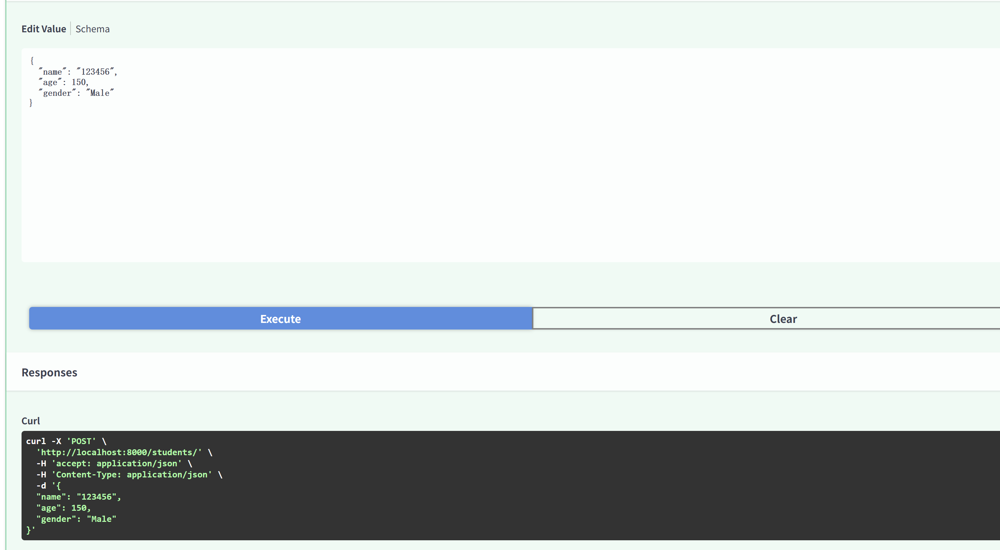 Edit Value | Schema
{
  "name": "123456",
  "age": 150,
  "gender": "Male"
}
Execute
Clear
Responses
Curl
curl -X 'POST' \
  'http://localhost:8000/students/' \
  -H 'accept: application/json' \
  -H 'Content-Type: application/json' \
  -d '{
  "name": "123456",
  "age": 150,
  "gender": "Male"
}'